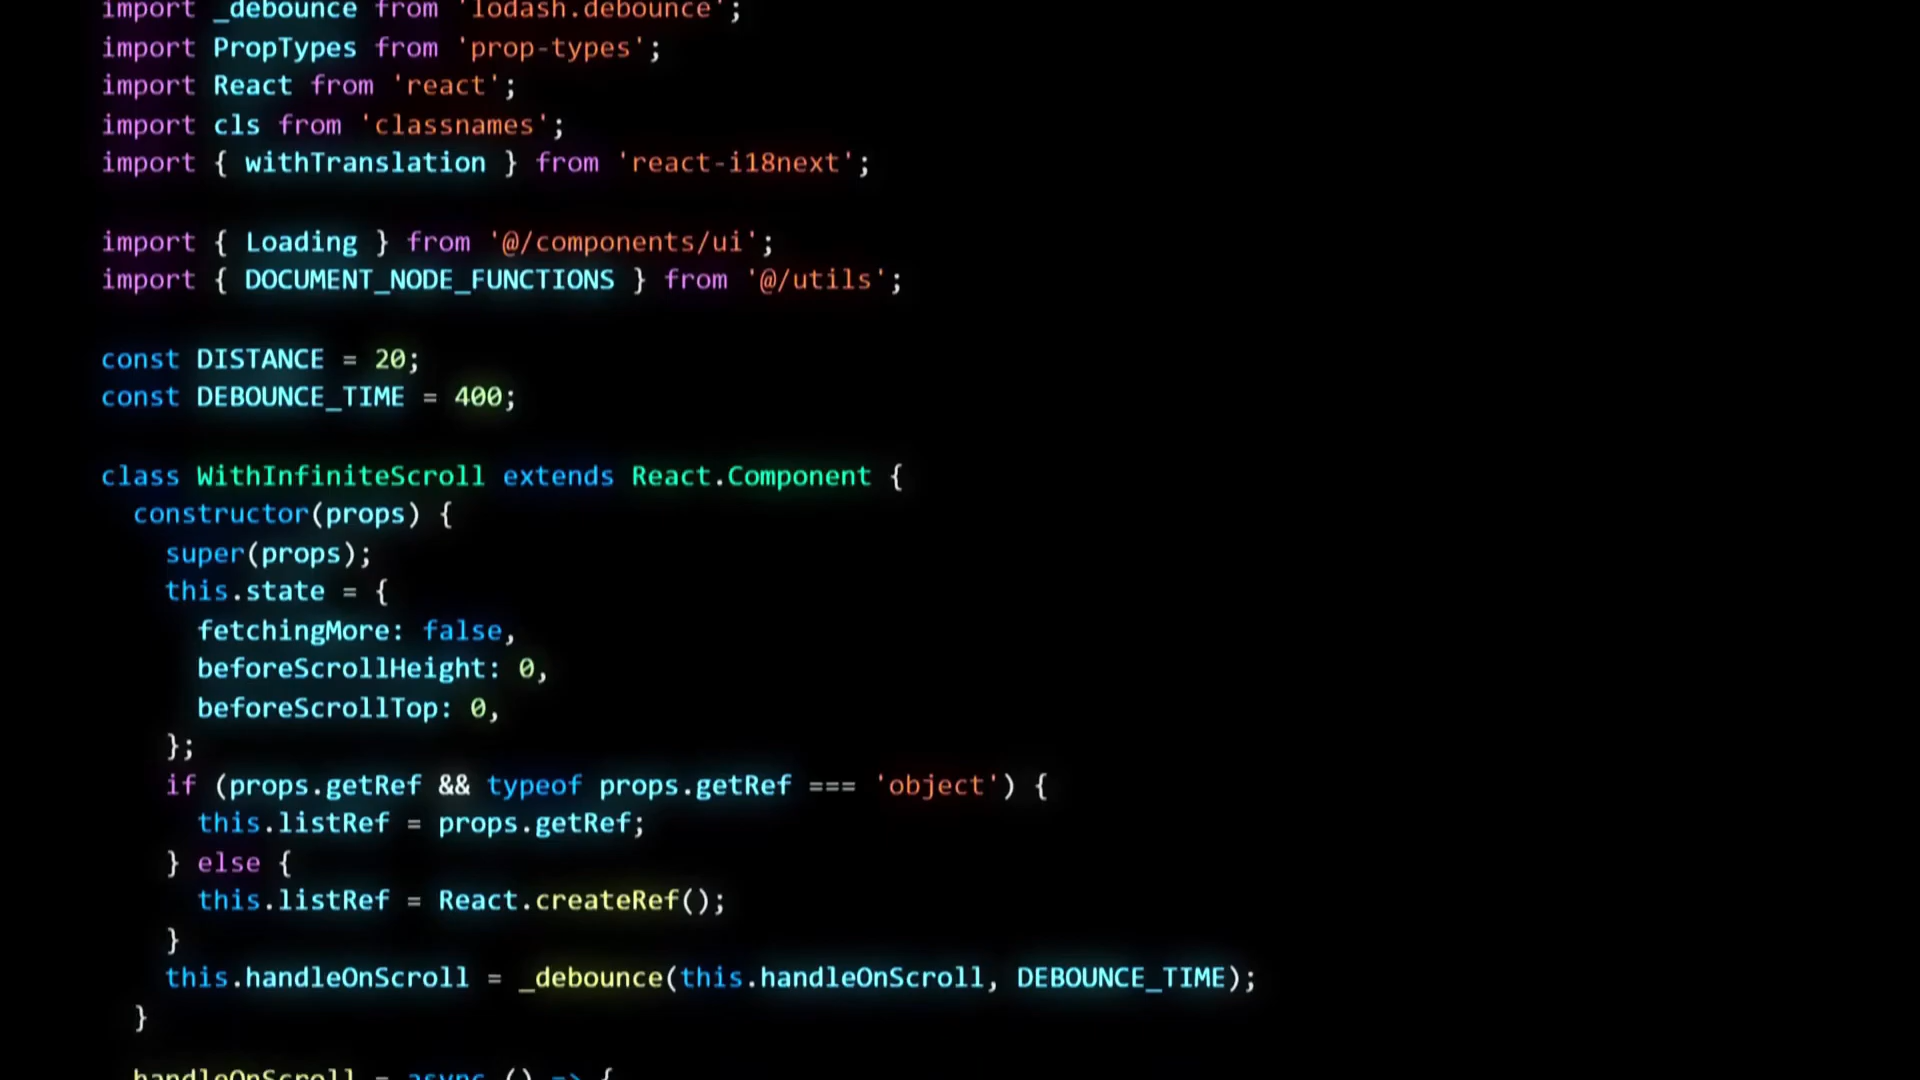 import _debounce from 'lodash.debounce';
import PropTypes from 'prop-types';
import React from 'react';
import cls from 'classnames';
import { withTranslation } from 'react-i18next';

import { Loading } from '@/components/ui';
import { DOCUMENT_NODE_FUNCTIONS } from '@/utils';

const DISTANCE = 20;
const DEBOUNCE_TIME = 400;

class WithInfiniteScroll extends React.Component {
  constructor(props) {
    super(props);
    this.state = {
      fetchingMore: false,
      beforeScrollHeight: 0,
      beforeScrollTop: 0,
    };
    if (props.getRef && typeof props.getRef === 'object') {
      this.listRef = props.getRef;
    } else {
      this.listRef = React.createRef();
    }
    this.handleOnScroll = _debounce(this.handleOnScroll, DEBOUNCE_TIME);
  }

  handleOnScroll = async () => {